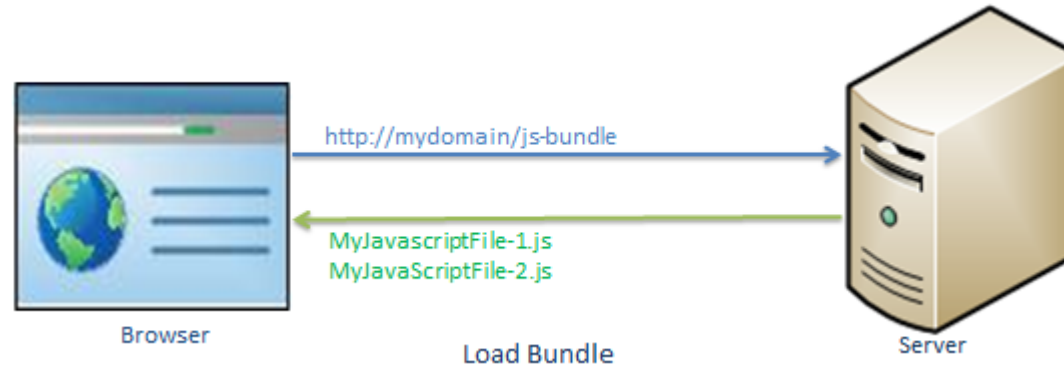 http://mydomain/js-bundle
MyJavascriptFile-1.js
MyJavaScriptFile-2.js
Browser
Server
Load Bundle